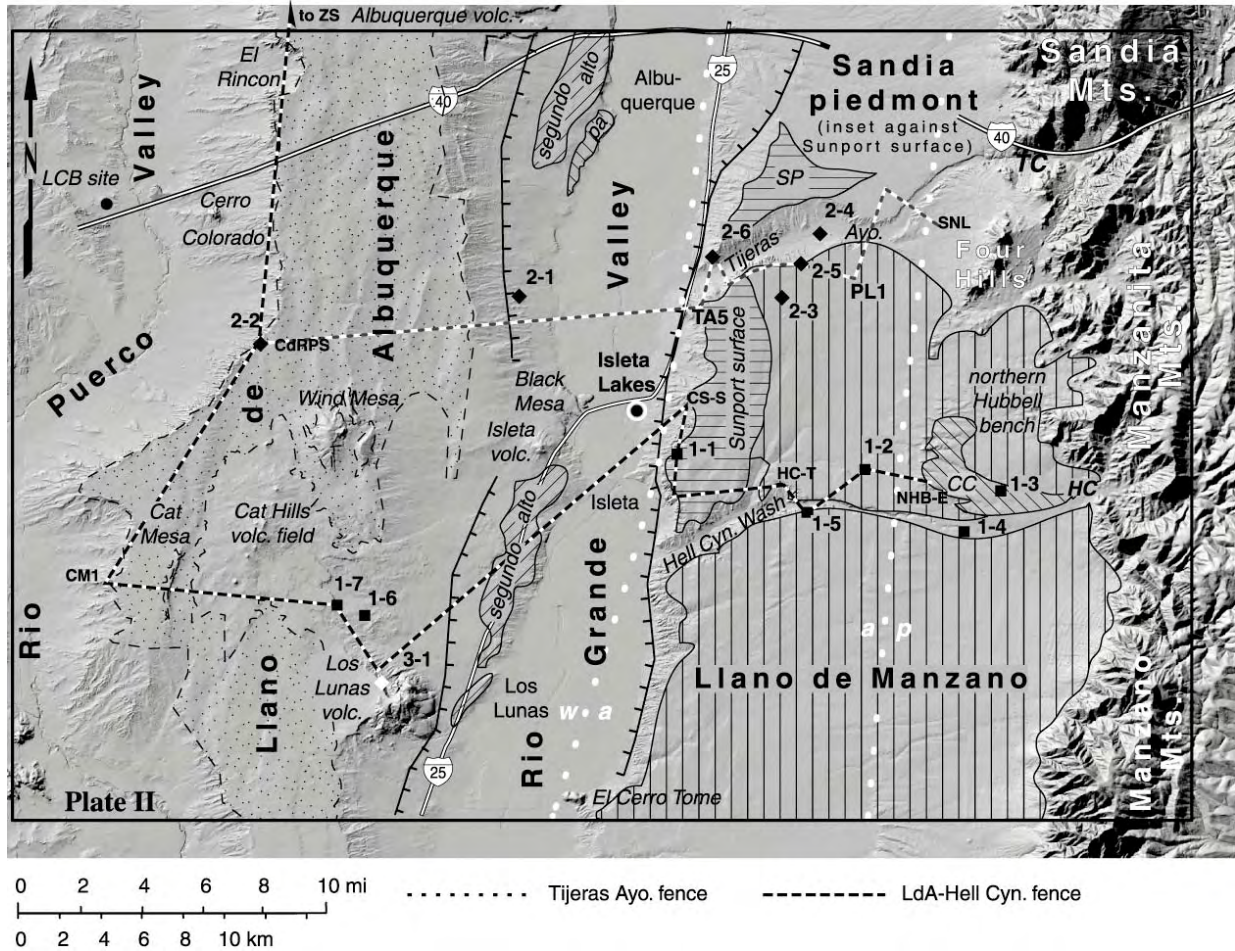 to ZS Albuquerque volc.
El
Rincon
Sandia
Mts.
Sandia
piedmont
(inset against
Sunport surface)
25
40
40
40
TC
Albu-
querque
segundo alto
pa
Valley
LCB site
Cerro
Colorado
N
Albuquerque
Valley
SP
2-4
2-6
Ayo.
SNL
Tijeras
Four
Hills
2-5
PL1
2-3
2-1
TA5
2-2
CdRPS
Puerco
de
Isleta
Lakes
Black
Mesa
Wind Mesa
Isleta
volc.
CS-S
Sunport surface
northern
Hubbell
bench
Manzanita
Mts
1-1
1-2
HC-T
CC
1-3
HC
NHB-E
Isleta
Cat
Mesa
Cat Hills
volc. field
segundo alto
Hell Cyn. Wash
1-5
1-4
CM1
1-7
1-6
Rio
Grande
a p
3-1
Los
Lunas
volc.
Llano
Los
Lunas
w a
Llano de Manzano
Manzano
Mts.
Rio
25
El Cerro Tome
Plate II
0 2 4 6 8 10 mi
Tijeras Ayo. fence
LdA-Hell Cyn. fence
0 2 4 6 8 10 km